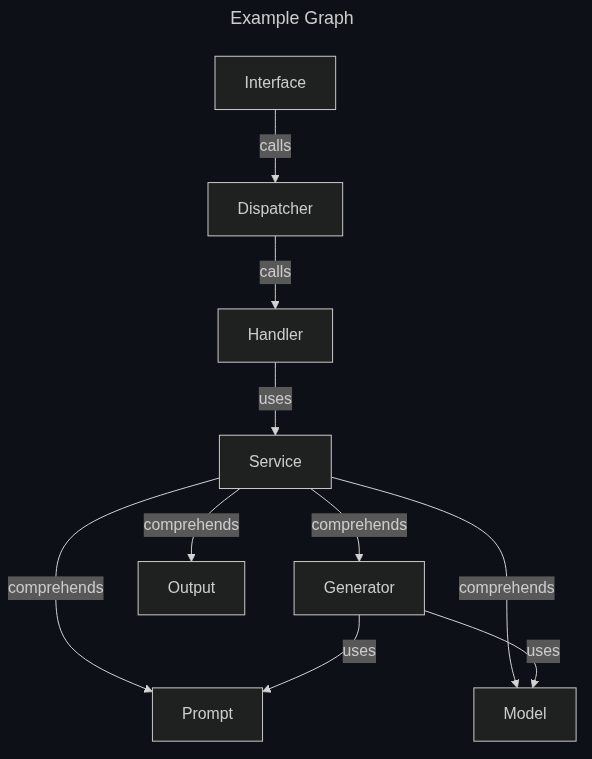 Example Graph
Interface
calls
Dispatcher
calls
Handler
uses
Service
comprehends
comprehends
comprehends
Output
Generator
comprehends
uses
uses
Prompt
Model